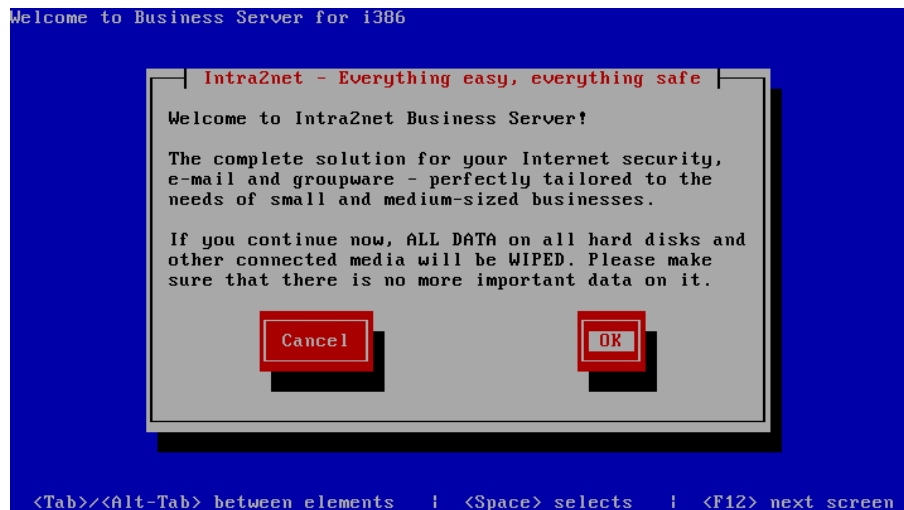 Welcome to Business Server for i386
Intra2net - Everything easy, everything safe
Welcome to Intra2net Business Server!
The complete solution for your Internet security,
e-mail and groupware - perfectly tailored to the
needs of small and medium-sized businesses.
If you continue now, ALL DATA on all hard disks and
other connected media will be WIPED. Please make
sure that there is no more important data on it.
Cancel OK
<Tab>/<Alt-Tab> between elements | <Space> selects | <F12> next screen